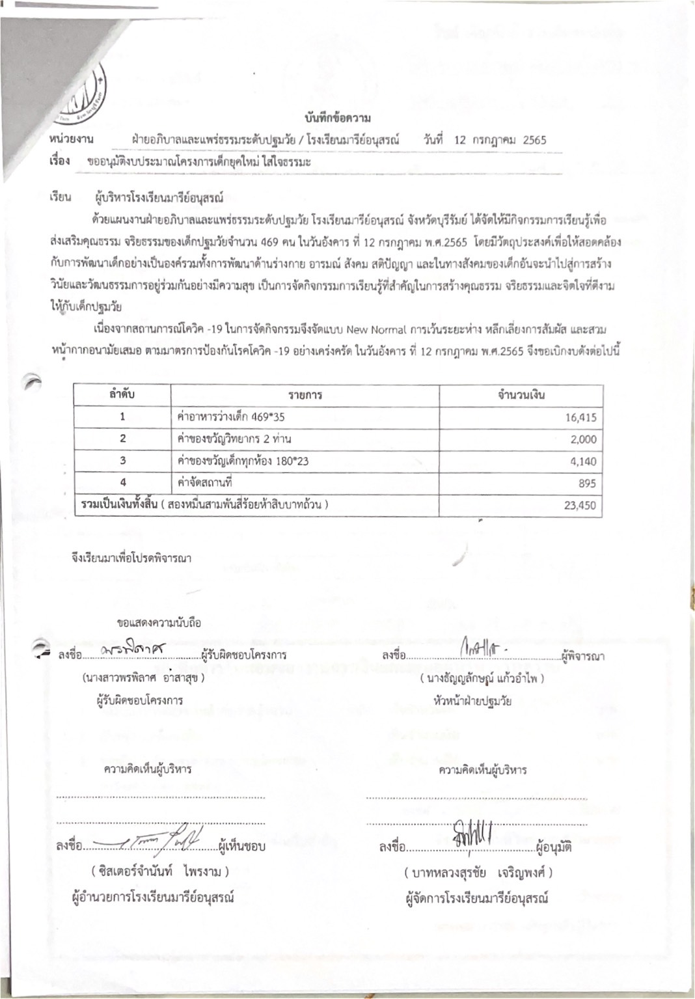 บันทึกข้อความ
หน่วยงาน ฝ่ายอภิบาลและแพร่ธรรมระดับปฐมวัย / โรงเรียนมารีย์อนุสรณ์ วันที่ 12 กรกฎาคม 2565
เรื่อง ขออนุมัติงบประมาณโครงการเด็กยุคใหม่ ใส่ใจธรรมะ
เรียน ผู้บริหารโรงเรียนมารีย์อนุสรณ์
ด้วยแผนงานฝ่ายอภิบาลและแพร่ธรรมระดับปฐมวัย โรงเรียนมารีย์อนุสรณ์ จังหวัดบุรีรัมย์ ได้จัดให้มีกิจกรรมการเรียนรู้เพื่อ
ส่งเสริมคุณธรรม จริยธรรมของเด็กปฐมวัยจำนวน 469 คน ในวันอังคาร ที่ 12 กรกฎาคม พ.ศ.2565 โดยมีวัตถุประสงค์เพื่อให้สอดคล้อง
กับการพัฒนาเด็กอย่างเป็นองค์รวมทั้งการพัฒนาด้านร่างกาย อารมณ์ สังคม สติปัญญา และในทางสังคมของเด็กอันจะนำไปสู่การสร้าง
วินัยและวัฒนธรรมการอยู่ร่วมกันอย่างมีความสุข เป็นการจัดกิจกรรมการเรียนรู้ที่สำคัญในการสร้างคุณธรรม จริยธรรมและจิตใจที่ดีงาม
ให้กับเด็กปฐมวัย
เนื่องจากสถานการณ์โควิด -19 ในการจัดกิจกรรมจึงจัดแบบ New Normal การเว้นระยะห่าง หลีกเลี่ยงการสัมผัส และสวม
หน้ากากอนามัยเสมอ ตามมาตรการป้องกันโรคโควิด -19 อย่างเคร่งครัด ในวันอังคาร ที่ 12 กรกฎาคม พ.ศ.2565 จึงขอเบิกงบดังต่อไปนี้
ลำดับ รายการ จำนวนเงิน
1 ค่าอาหารว่างเด็ก 469*35 16,415
2 ค่าของขวัญวิทยากร 2 ท่าน 2,000
3 ค่าของขวัญเด็กทุกห้อง 180*23 4,140
4 ค่าจัดสถานที่ 895
รวมเป็นเงินทั้งสิ้น ( สองหมื่นสามพันสี่ร้อยห้าสิบบาทถ้วน ) 23,450
จึงเรียนมาเพื่อโปรดพิจารณา
ขอแสดงความนับถือ
ลงชื่อ พรพิลาศ ผู้รับผิดชอบโครงการ ลงชื่อ ผู้พิจารณา
(นางสาวพรพิลาศ อ่ำสาสุข ) ( นางธัญญลักษณ์ แก้วอำไพ )
ผู้รับผิดชอบโครงการ หัวหน้าฝ่ายปฐมวัย
ความคิดเห็นผู้บริหาร ความคิดเห็นผู้บริหาร
ลงชื่อ ผู้เห็นชอบ ลงชื่อ ผู้อนุมัติ
( ซิสเตอร์จำนันท์ ไพรงาม ) ( บาทหลวงสุรชัย เจริญพงศ์ )
ผู้อำนวยการโรงเรียนมารีย์อนุสรณ์ ผู้จัดการโรงเรียนมารีย์อนุสรณ์